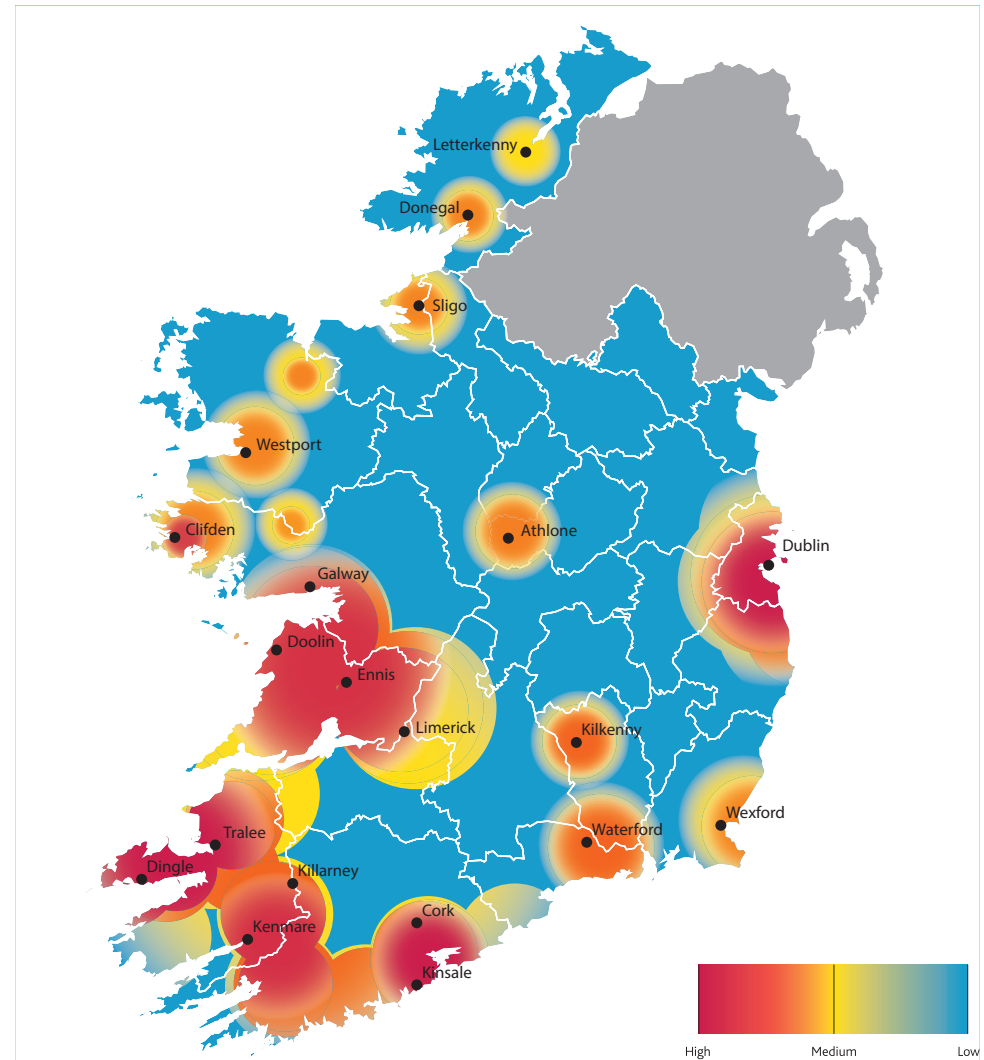 Letterkenny
Donegal
Sligo
Westport
Clifden
Athlone
Dublin
Galway
Doolin
Ennis
Limerick
Kilkenny
Wexford
Waterford
Tralee
Dingle
Killarney
Cork
Kenmare
Kinsale
High Medium Low